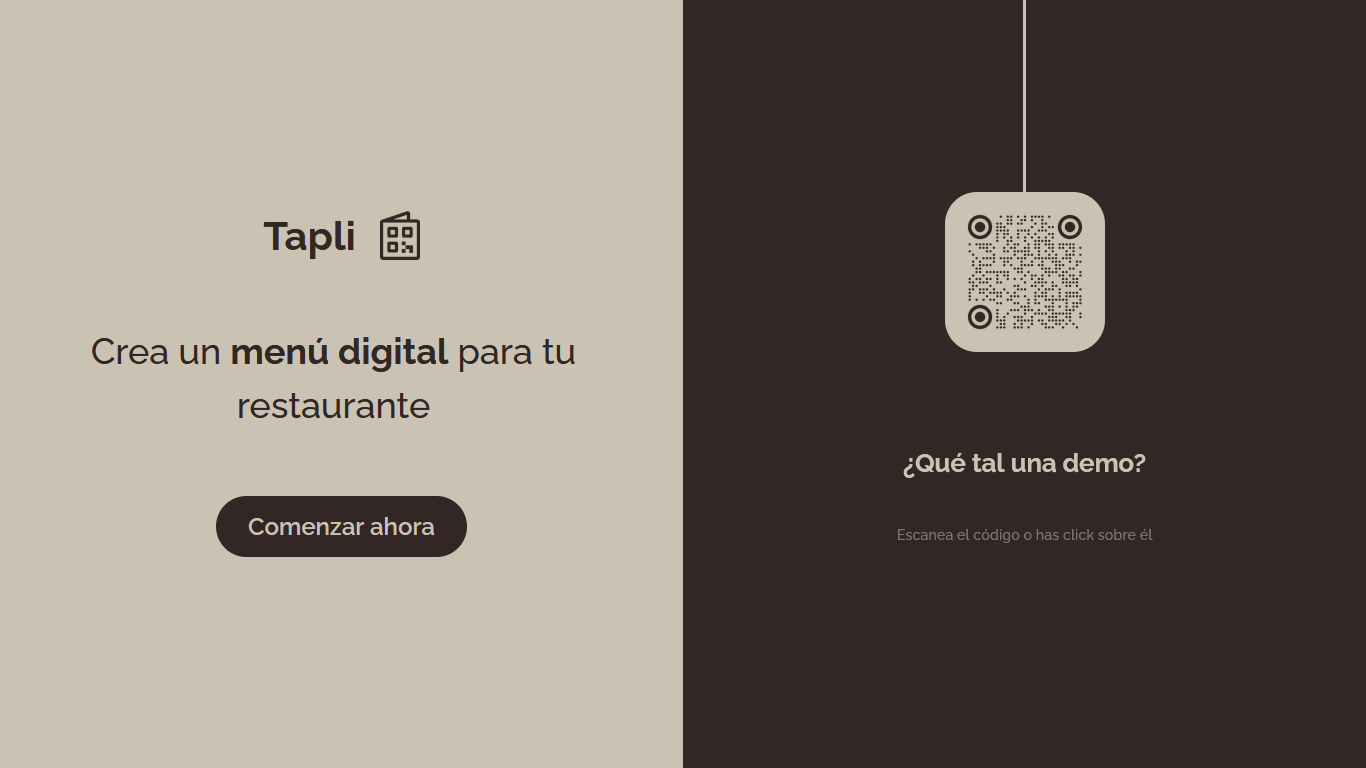 Tapli
Crea un menú digital para tu
restaurante
Comenzar ahora
¿Qué tal una demo?
Escanea el código o has click sobre él